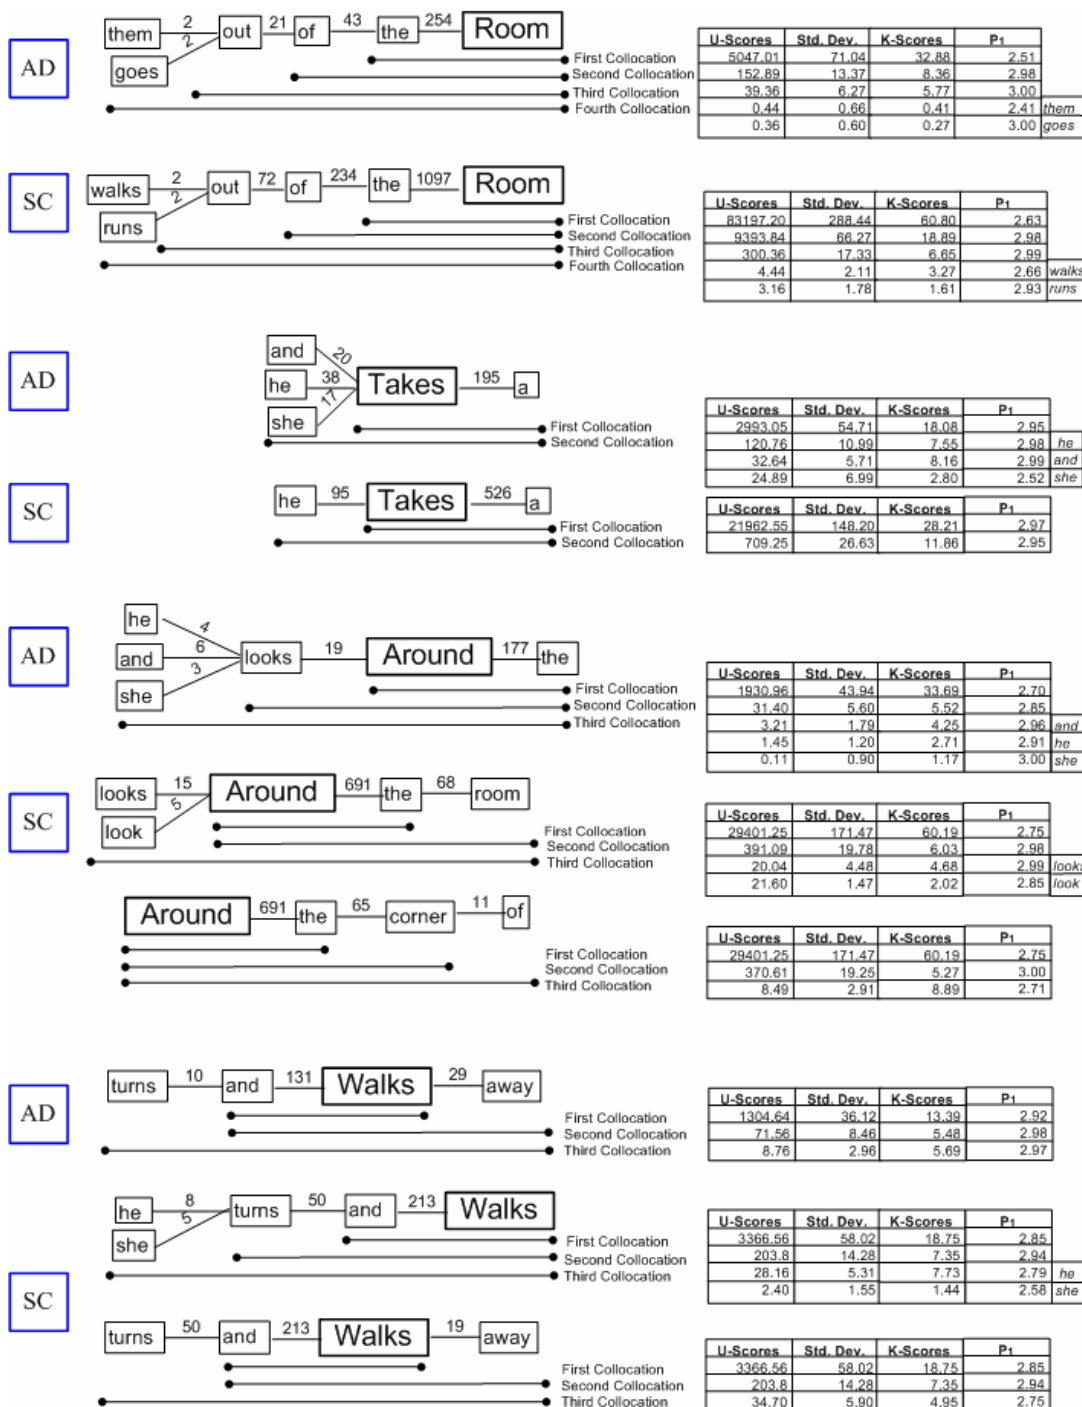 AD
them 2 out 21 of 43 the 254 Room
2
goes
First Collocation
Second Collocation
Third Collocation
Fourth Collocation
U-Scores Std. Dev. K-Scores P1
5047.01 71.04 32.88 2.51
152.89 13.37 8.36 2.98
39.36 6.27 5.77 3.00
0.44 0.66 0.41 2.41 them
0.36 0.60 0.27 3.00 goes
SC
walks 2 out 72 of 234 the 1097 Room
2
runs
First Collocation
Second Collocation
Third Collocation
Fourth Collocation
U-Scores Std. Dev. K-Scores P1
83197.20 288.44 60.80 2.63
9393.84 66.27 18.89 2.98
300.36 17.33 6.65 2.99
4.44 2.11 3.27 2.66 walks
3.16 1.78 1.61 2.93 runs
AD
and 20
he 38 Takes 195 a
she 17
First Collocation
Second Collocation
U-Scores Std. Dev. K-Scores P1
2993.05 54.71 18.08 2.95
120.76 10.99 7.55 2.98 he
32.64 5.71 8.16 2.99 and
24.89 6.99 2.80 2.52 she
SC
he 95 Takes 526 a
First Collocation
Second Collocation
U-Scores Std. Dev. K-Scores P1
21962.55 148.20 28.21 2.97
709.25 26.63 11.86 2.95
AD
he 4
and 6 looks 19 Around 177 the
she 3
First Collocation
Second Collocation
Third Collocation
U-Scores Std. Dev. K-Scores P1
1930.96 43.94 33.69 2.70
31.40 5.60 5.52 2.85
3.21 1.79 4.25 2.96 and
1.45 1.20 2.71 2.91 he
0.11 0.90 1.17 3.00 she
SC
looks 15 Around 691 the 68 room
look 5
First Collocation
Second Collocation
Third Collocation
U-Scores Std. Dev. K-Scores P1
29401.25 171.47 60.19 2.75
391.09 19.78 6.03 2.98
20.04 4.48 4.68 2.99 looks
21.60 1.47 2.02 2.85 look
Around 691 the 65 corner 11 of
First Collocation
Second Collocation
Third Collocation
U-Scores Std. Dev. K-Scores P1
29401.25 171.47 60.19 2.75
370.61 19.25 5.27 3.00
8.49 2.91 8.89 2.71
AD
turns 10 and 131 Walks 29 away
First Collocation
Second Collocation
Third Collocation
U-Scores Std. Dev. K-Scores P1
1304.64 36.12 13.39 2.92
71.56 8.46 5.48 2.98
8.76 2.96 5.69 2.97
SC
he 8 turns 50 and 213 Walks
she 5
First Collocation
Second Collocation
Third Collocation
U-Scores Std. Dev. K-Scores P1
3366.56 58.02 18.75 2.85
203.8 14.28 7.35 2.94
28.16 5.31 7.73 2.79 he
2.40 1.55 1.44 2.58 she
turns 50 and 213 Walks 19 away
First Collocation
Second Collocation
Third Collocation
U-Scores Std. Dev. K-Scores P1
3366.56 58.02 18.75 2.85
203.8 14.28 7.35 2.94
34.70 5.90 4.95 2.75